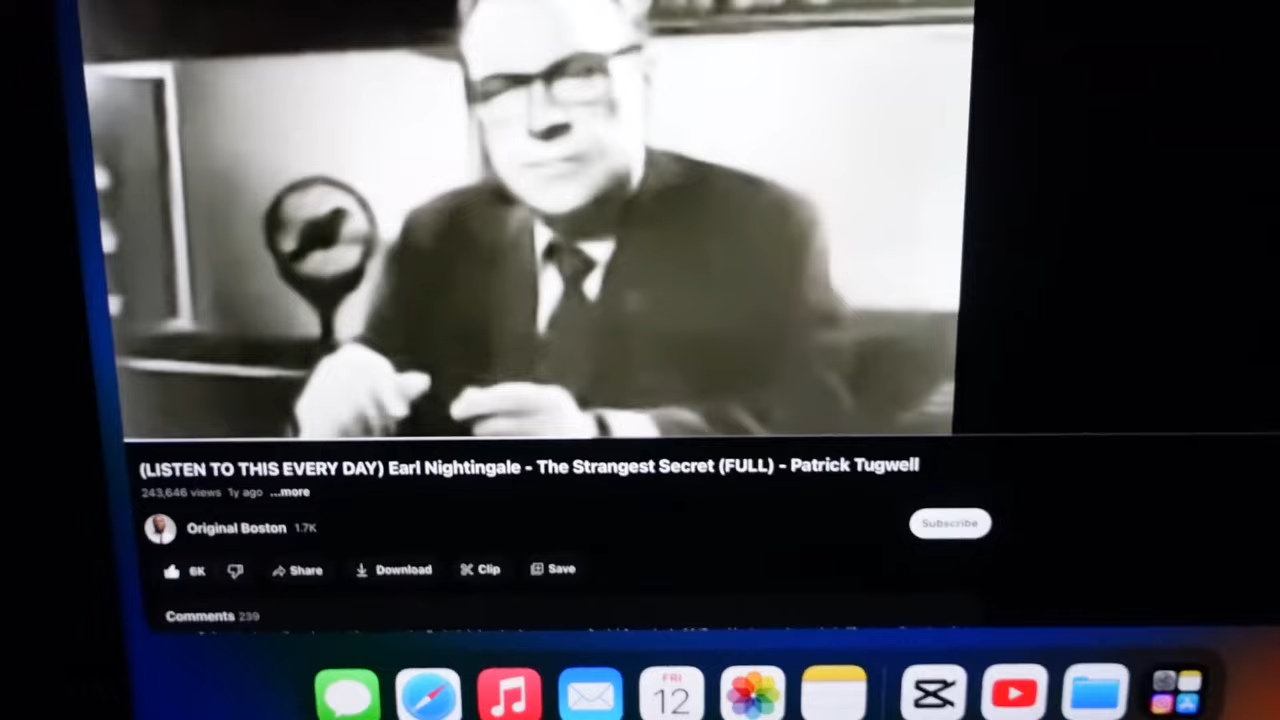 (LISTEN TO THIS EVERY DAY) Earl Nightingale - The Strangest Secret (FULL) - Patrick Tugwell
243,646 views 1y ago ...more
Original Boston 1.7K
Subscribe
6K Share Download Clip Save
Comments 239
FRI
12